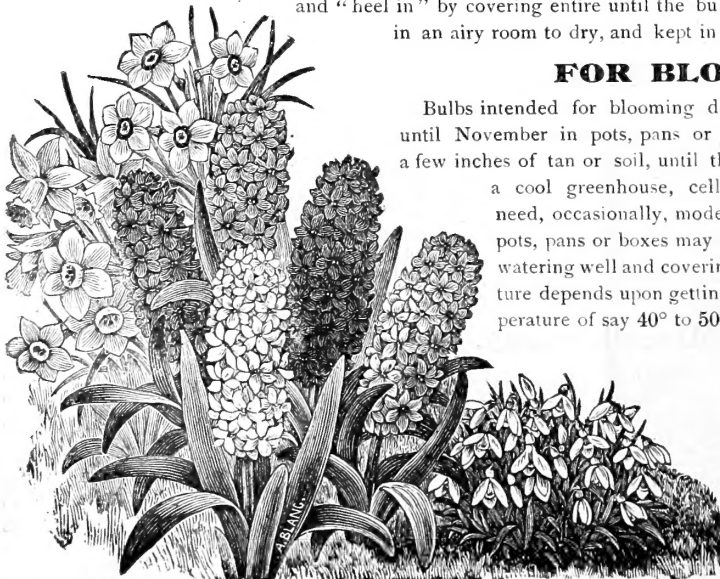 and “heel in” by covering entire until the bu
in an airy room to dry, and kept in
FOR BLO
Bulbs intended for blooming d
until November in pots, pans or
a few inches of tan or soil, until th
a cool greenhouse, cell
need, occasionally, mode
pots, pans or boxes may
watering well and coverin
ture depends upon gettin
perature of say 40° to 50
A.BLANC.